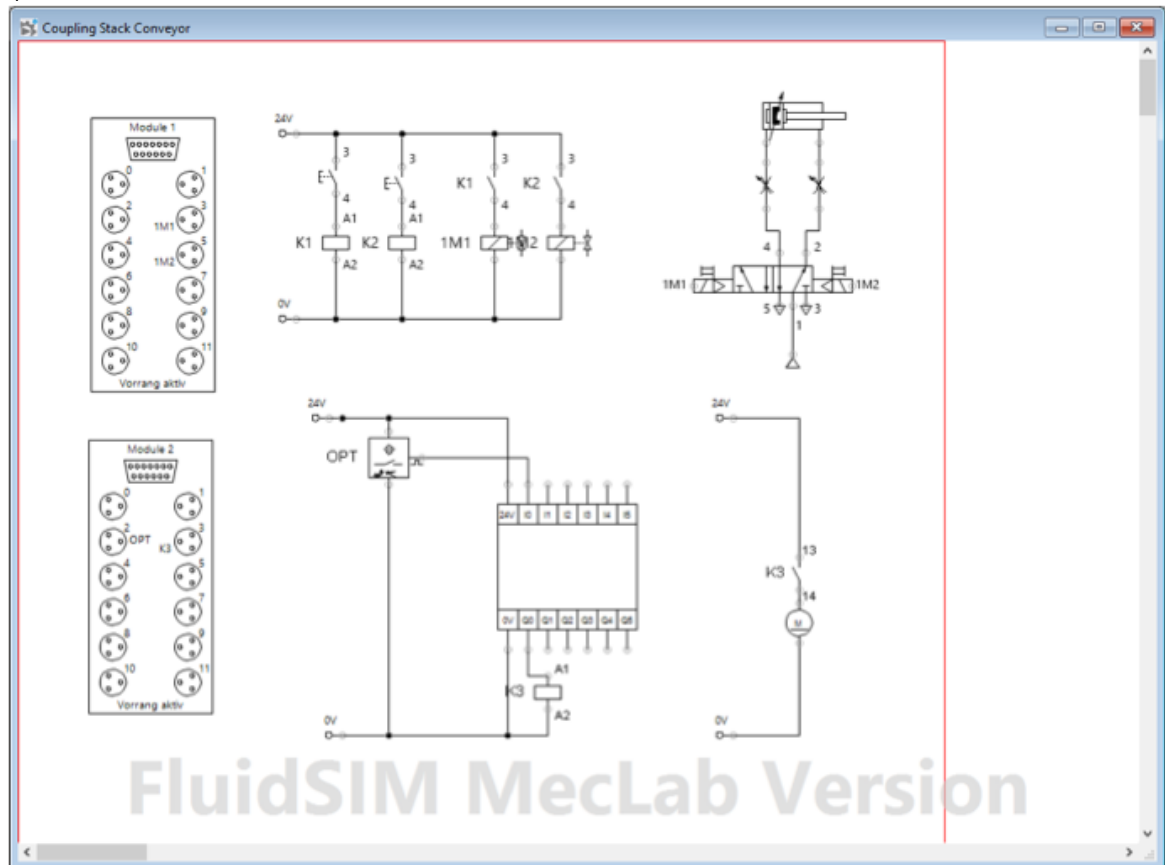 Coupling Stack Conveyor
Module 1
0 1
2 3
1M1
4 5
1M2
6 7
8 9
10 11
Vorrang aktiv
24V
3 3 3 3
K1 K2
4 4 4 4
A1 A1
K1 K2 1M1 1M2
A2 A2
0V
4 2
1M1 1M2
5 3
1
Module 2
0 1
2 OPT K3 3
4 5
6 7
8 9
10 11
Vorrang aktiv
24V
OPT
24V I0 I1 I2 I3 I4 I5
0V Q0 Q1 Q2 Q3 Q4 Q5
A1
K3
A2
0V
24V
13
K3
14
M
0V
FluidSIM MecLab Version